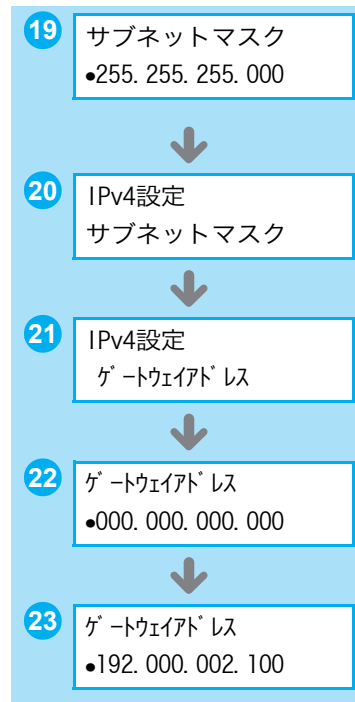 19
サブネットマスク
●255. 255. 255. 000
20
IPv4設定
サブネットマスク
21
IPv4設定
ｹﾞｰﾄｳｪｲｱﾄﾞﾚｽ
22
ｹﾞｰﾄｳｪｲｱﾄﾞﾚｽ
●000. 000. 000. 000
23
ｹﾞｰﾄｳｪｲｱﾄﾞﾚｽ
●192. 000. 002. 100